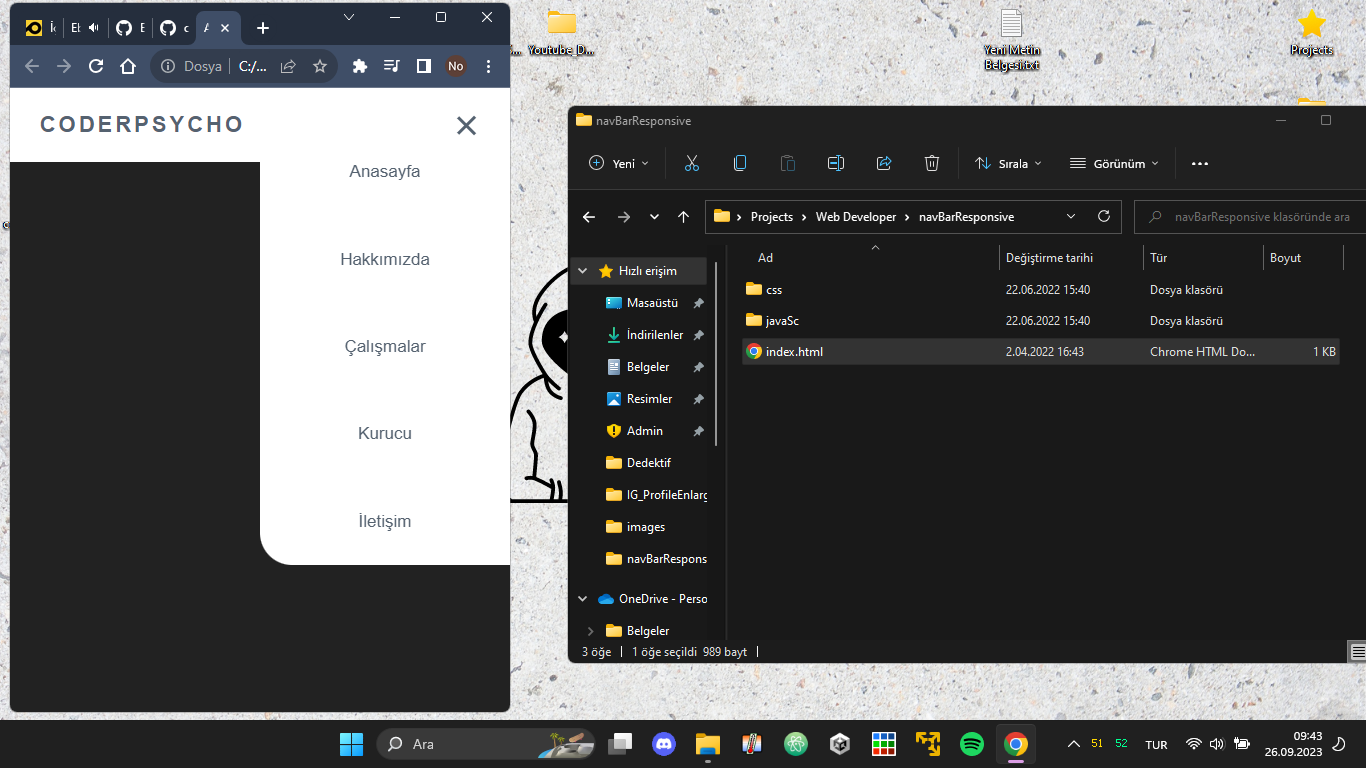 Dosya
C:/...
No
CODERPSYCHO
Anasayfa
Hakkımızda
Çalışmalar
Kurucu
İletişim
Youtube_D...
Yeni Metin
Belgesi.txt
Projects
navBarResponsive
Yeni
Sırala
Görünüm
Projects
Web Developer
navBarResponsive
navBarResponsive klasöründe ara
Ad
Değiştirme tarihi
Tür
Boyut
css
22.06.2022 15:40
Dosya klasörü
javaSc
22.06.2022 15:40
Dosya klasörü
index.html
2.04.2022 16:43
Chrome HTML Do...
1 KB
Hızlı erişim
Masaüstü
İndirilenler
Belgeler
Resimler
Admin
Dedektif
IG_ProfileEnlarg
images
navBarRespons
OneDrive - Perso
Belgeler
3 öğe
1 öğe seçildi 989 bayt
Ara
51
52
TUR
09:43
26.09.2023